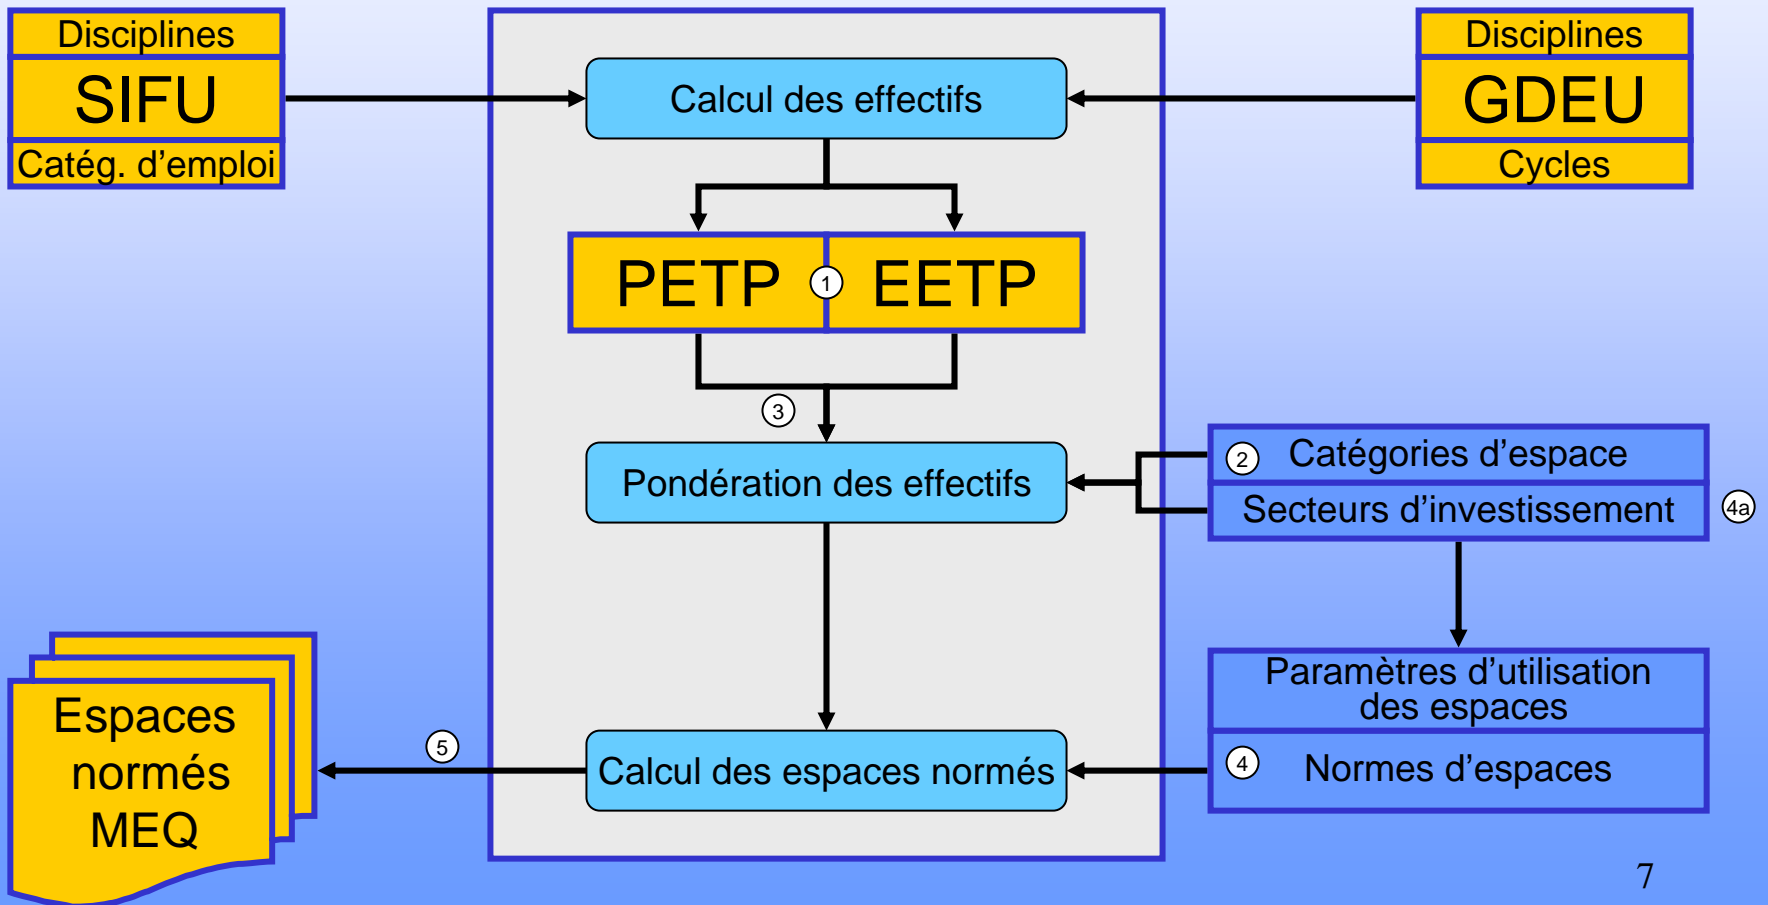 Disciplines
SIFU
Catég. d'emploi
Calcul des effectifs
Disciplines
GDEU
Cycles
PETP
1
EETP
3
Pondération des effectifs
2
Catégories d'espace
Secteurs d'investissement
4a
Paramètres d'utilisation
des espaces
4
Normes d'espaces
Calcul des espaces normés
5
Espaces
normés
MEQ
7